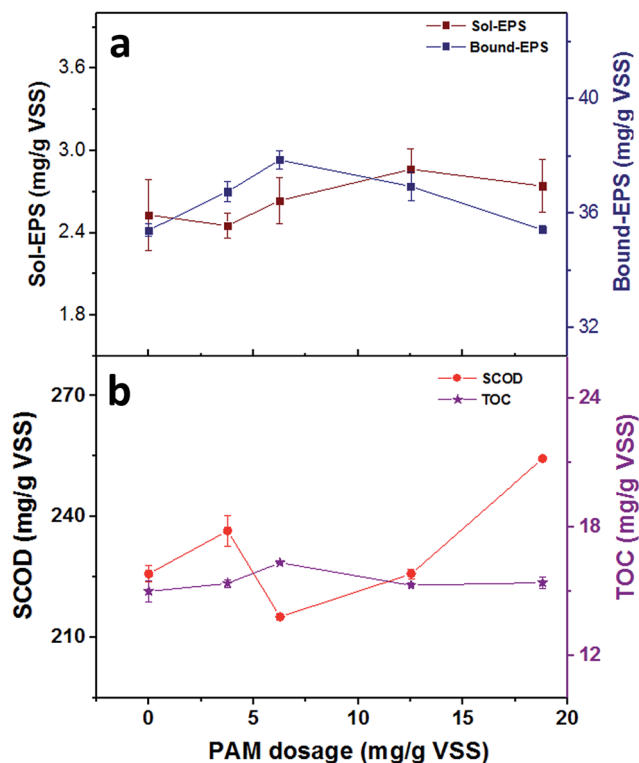 a
Sol-EPS
Bound-EPS
Sol-EPS (mg/g VSS)
3.6
3.0
2.4
1.8
Bound-EPS (mg/g VSS)
40
36
32
b
SCOD
TOC
SCOD (mg/g VSS)
270
240
210
TOC (mg/g VSS)
24
21
18
15
12
0 5 10 15 20
PAM dosage (mg/g VSS)